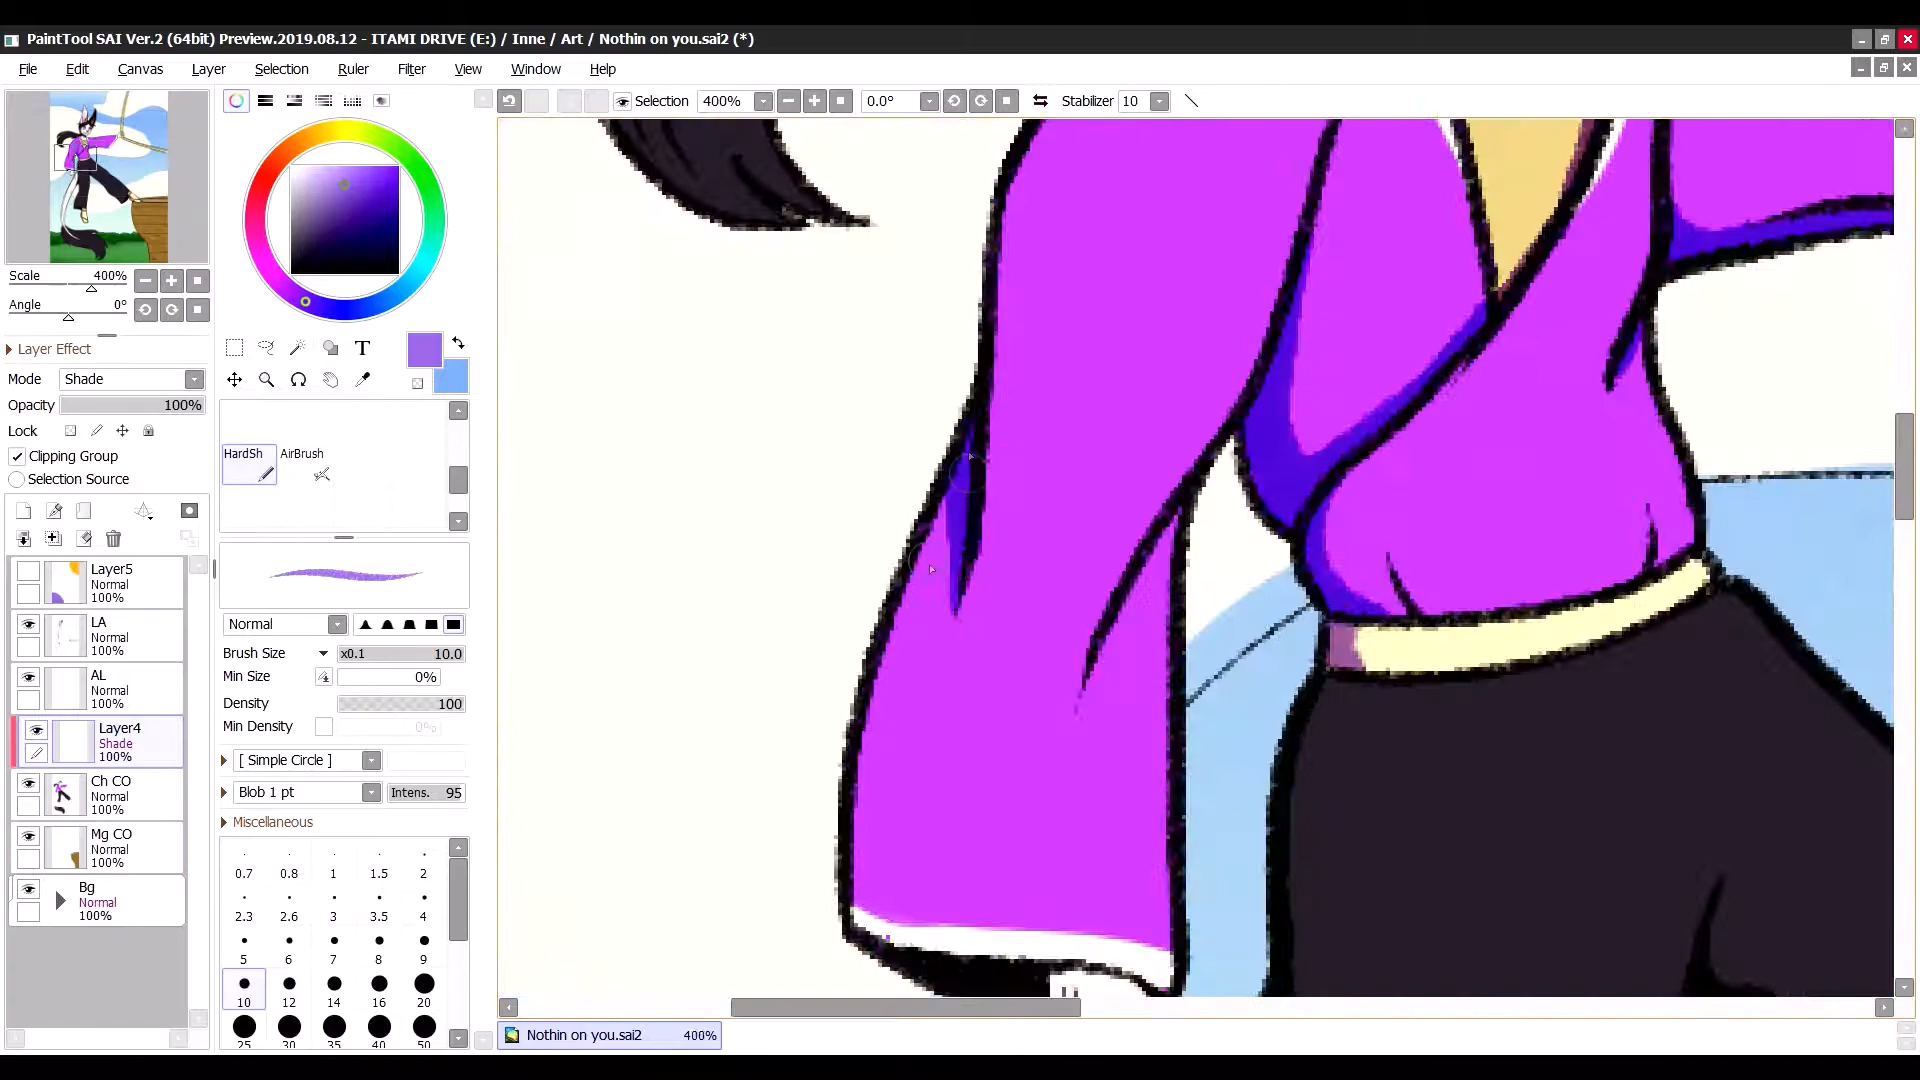 PaintTool SAI Ver.2 (64bit) Preview.2019.08.12 - ITAMI DRIVE (E:) / Inne / Art / Nothin on you.sai2 (*)
File Edit Canvas Layer Selection Ruler Filter View Window Help
Selection 400% 0.0° Stabilizer 10
Scale 400%
Angle 0°
Layer Effect
Mode Shade
Opacity 100%
Lock
Clipping Group
Selection Source
Layer5
Normal
100%
LA
Normal
100%
AL
Normal
100%
Layer4
Shade
100%
Ch CO
Normal
100%
Mg CO
Normal
100%
Bg
Normal
100%
T
HardSh AirBrush
Normal
Brush Size x0.1 10.0
Min Size 0%
Density 100
Min Density 0%
[ Simple Circle ]
Blob 1 pt Intens. 95
Miscellaneous
0.7 0.8 1 1.5 2
2.3 2.6 3 3.5 4
5 6 7 8 9
10 12 14 16 20
25 30 35 40 50
Nothin on you.sai2 400%